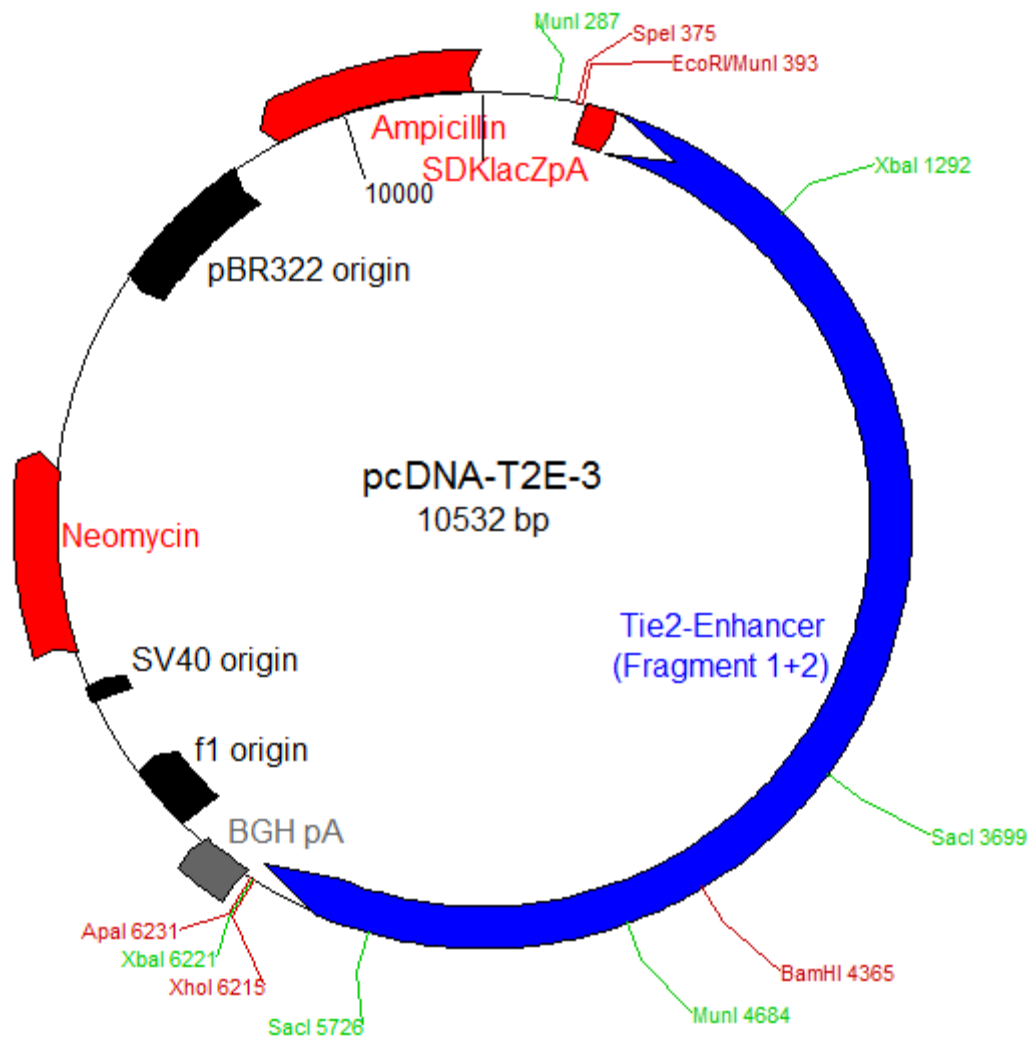 MunI 287
SpeI 375
EcoRI/MunI 393
Ampicillin
SDKlacZpA
XbaI 1292
10000
pBR322 origin
pcDNA-T2E-3
10532 bp
Neomycin
Tie2-Enhancer
(Fragment 1+2)
SV40 origin
f1 origin
BGH pA
SacI 3699
ApaI 6231
XbaI 6221
XhoI 6215
BamHI 4365
SacI 5726
MunI 4684